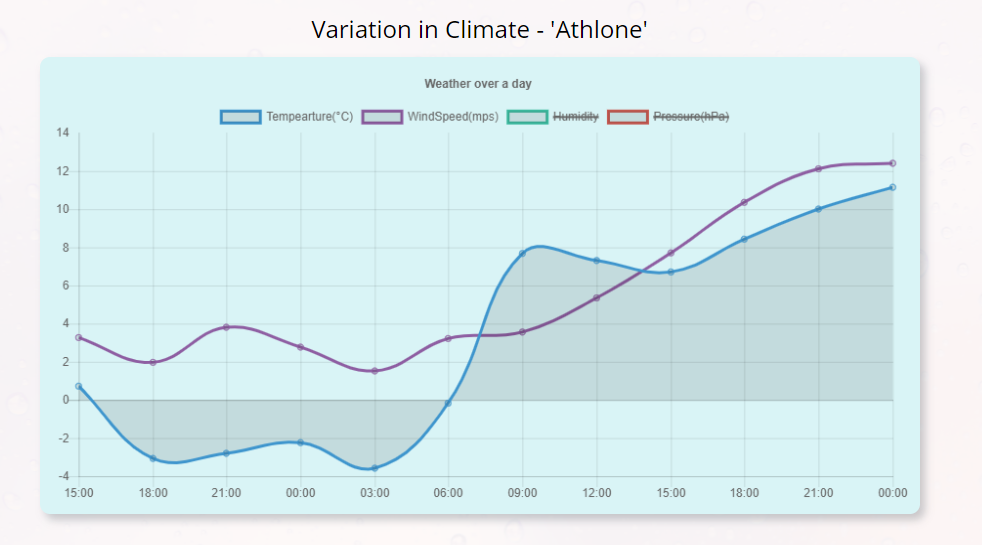 Variation in Climate - 'Athlone'
Weather over a day
Tempearture(°C) WindSpeed(mps) Humidity Pressure(hPa)
14
12
10
8
6
4
2
0
-2
-4
15:00 18:00 21:00 00:00 03:00 06:00 09:00 12:00 15:00 18:00 21:00 00:00